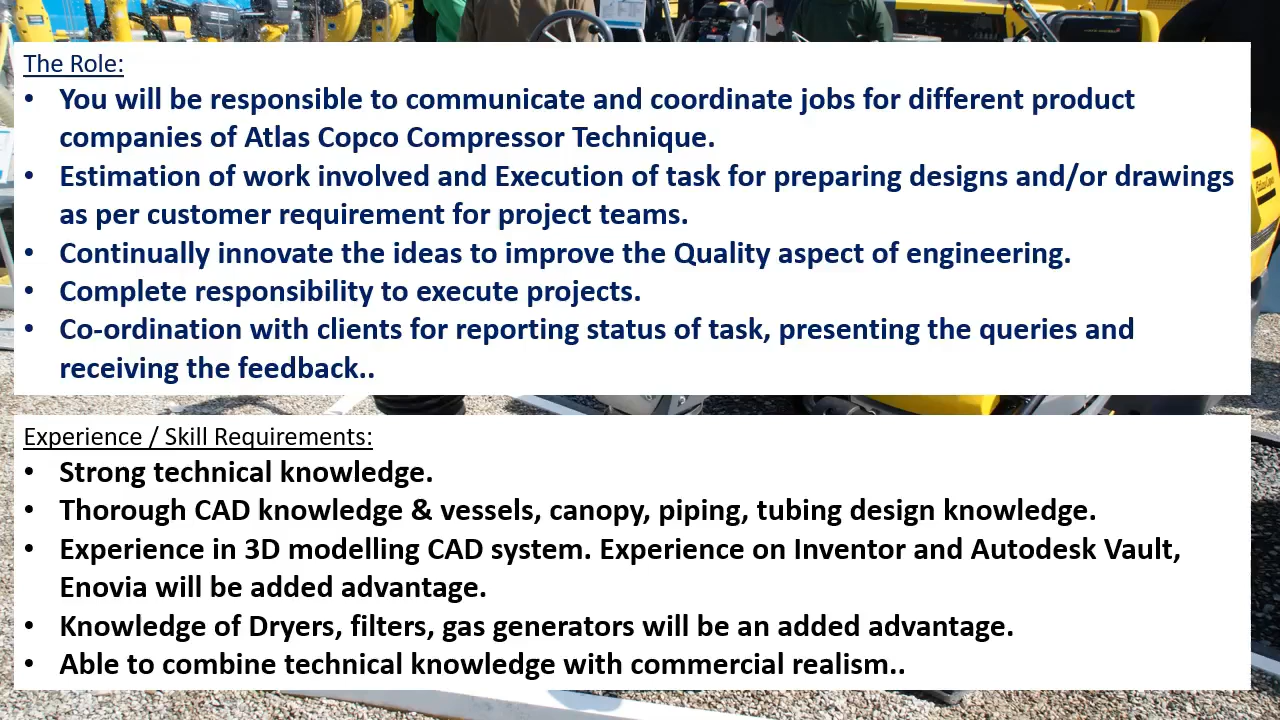 The Role:
• You will be responsible to communicate and coordinate jobs for different product
companies of Atlas Copco Compressor Technique.
• Estimation of work involved and Execution of task for preparing designs and/or drawings
as per customer requirement for project teams.
• Continually innovate the ideas to improve the Quality aspect of engineering.
• Complete responsibility to execute projects.
• Co-ordination with clients for reporting status of task, presenting the queries and
receiving the feedback..
Experience / Skill Requirements:
• Strong technical knowledge.
• Thorough CAD knowledge & vessels, canopy, piping, tubing design knowledge.
• Experience in 3D modelling CAD system. Experience on Inventor and Autodesk Vault,
Enovia will be added advantage.
• Knowledge of Dryers, filters, gas generators will be an added advantage.
• Able to combine technical knowledge with commercial realism..